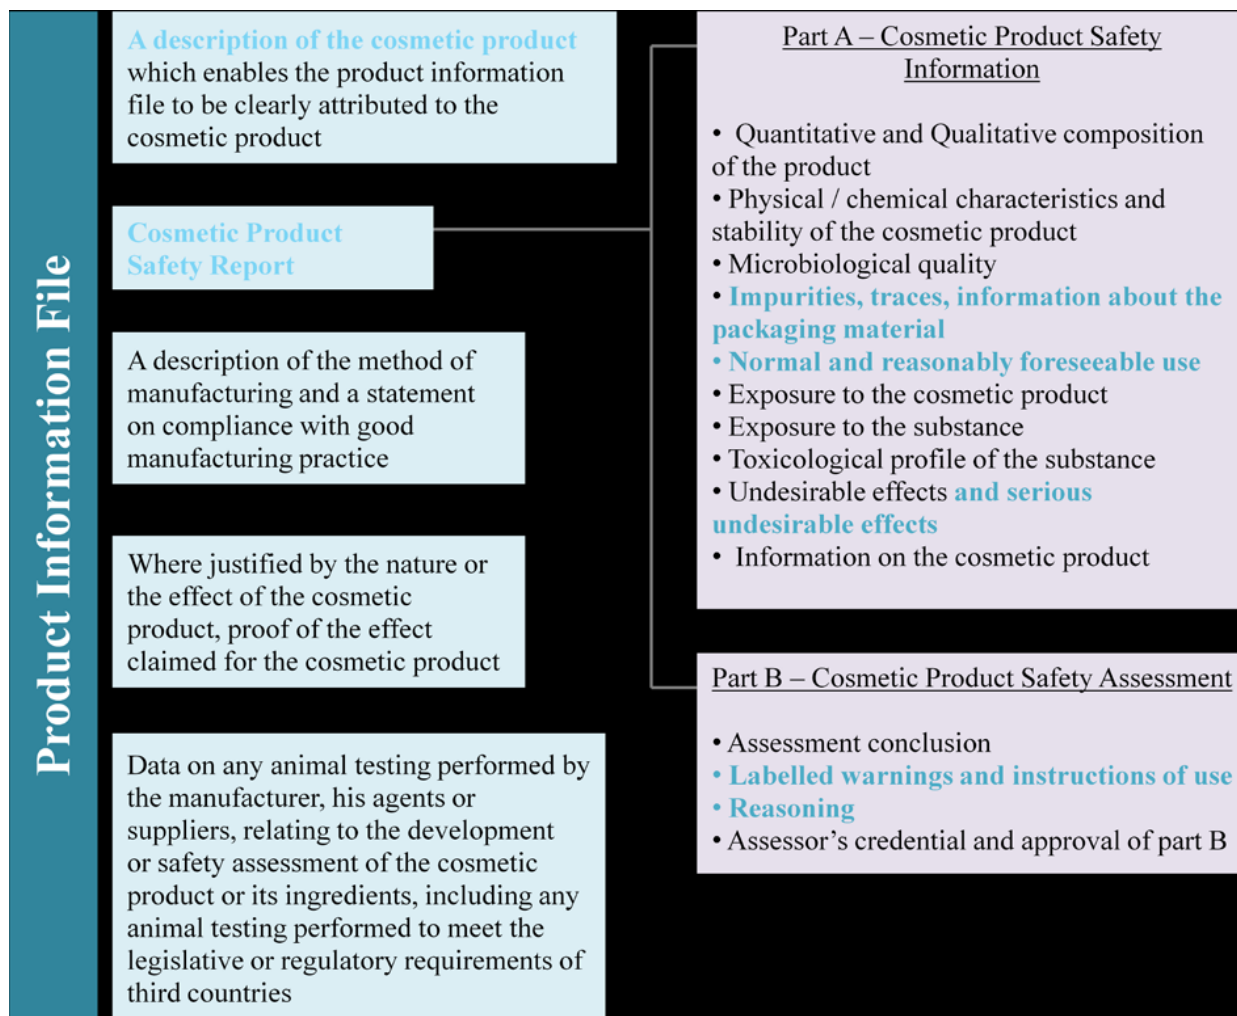 Product Information File
A description of the cosmetic product
which enables the product information
file to be clearly attributed to the
cosmetic product
Cosmetic Product
Safety Report
A description of the method of
manufacturing and a statement
on compliance with good
manufacturing practice
Where justified by the nature or
the effect of the cosmetic
product, proof of the effect
claimed for the cosmetic product
Data on any animal testing performed by
the manufacturer, his agents or
suppliers, relating to the development
or safety assessment of the cosmetic
product or its ingredients, including any
animal testing performed to meet the
legislative or regulatory requirements of
third countries
Part A – Cosmetic Product Safety
Information
• Quantitative and Qualitative composition
of the product
• Physical / chemical characteristics and
stability of the cosmetic product
• Microbiological quality
• Impurities, traces, information about the
packaging material
• Normal and reasonably foreseeable use
• Exposure to the cosmetic product
• Exposure to the substance
• Toxicological profile of the substance
• Undesirable effects and serious
undesirable effects
• Information on the cosmetic product
Part B – Cosmetic Product Safety Assessment
• Assessment conclusion
• Labelled warnings and instructions of use
• Reasoning
• Assessor’s credential and approval of part B